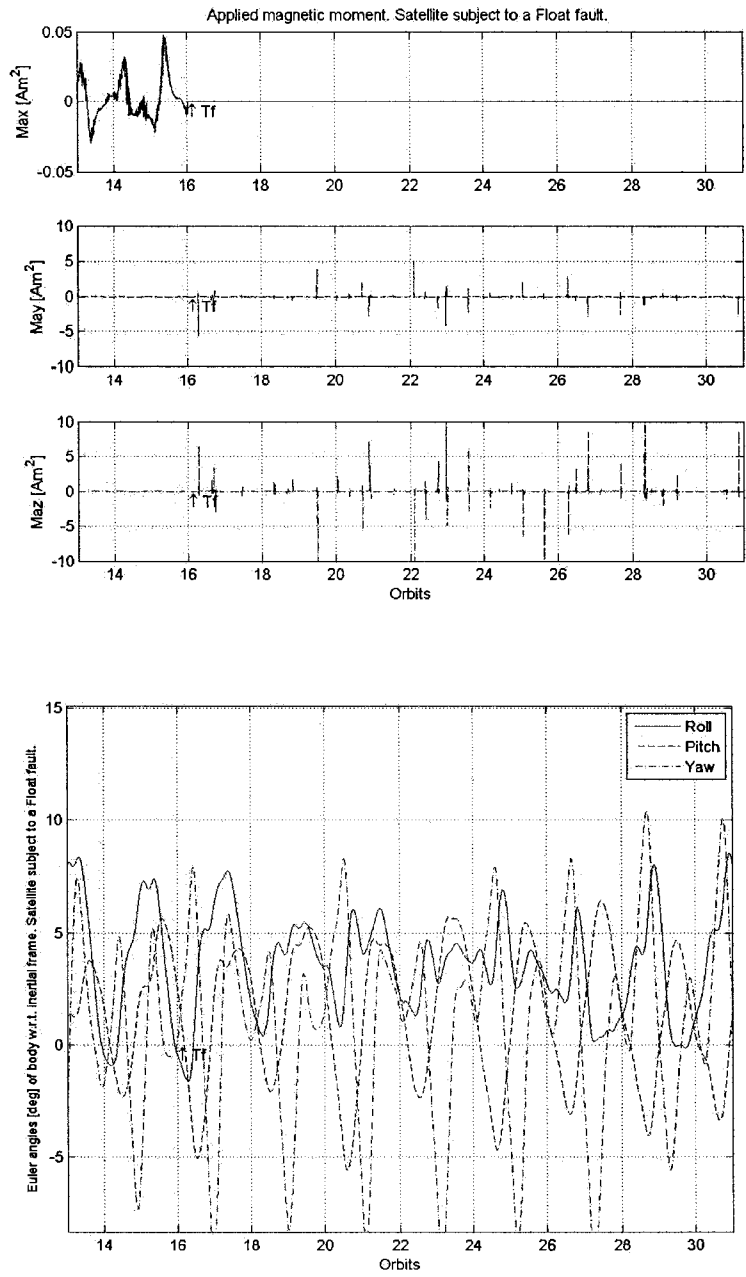 Applied magnetic moment. Satellite subject to a Float fault.
Max [Am²]
0.05
0
-0.05
↑ Tf
14 16 18 20 22 24 26 28 30
May [Am²]
10
5
0
-5
-10
↑ Tf
14 16 18 20 22 24 26 28 30
Maz [Am²]
10
5
0
-5
-10
↑ Tf
14 16 18 20 22 24 26 28 30
Orbits
Euler angles [deg] of body w.r.t. inertial frame. Satellite subject to a Float fault.
15
10
5
0
-5
Roll
Pitch
Yaw
↑ Tf
14 16 18 20 22 24 26 28 30
Orbits